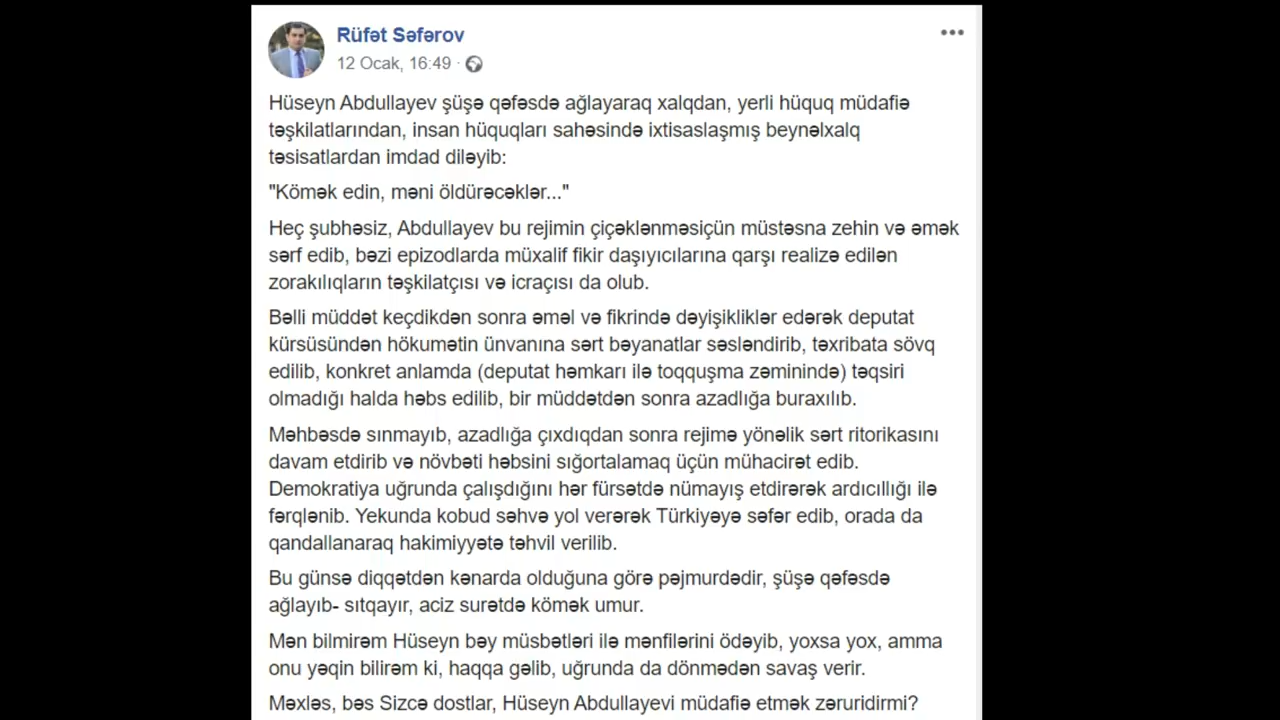 Rüfət Səfərov
12 Ocak, 16:49 ·
Hüseyn Abdullayev şüşə qəfəsdə ağlayaraq xalqdan, yerli hüquq müdafiə
təşkilatlarından, insan hüquqları sahəsində ixtisaslaşmış beynəlxalq
təsisatlardan imdad diləyib:
"Kömək edin, məni öldürəcəklər..."
Heç şubhəsiz, Abdullayev bu rejimin çiçəklənməsiçün müstəsna zehin və əmək
sərf edib, bəzi epizodlarda müxalif fikir daşıyıcılarına qarşı realizə edilən
zorakılıqların təşkilatçısı və icraçısı da olub.
Bəlli müddət keçdikdən sonra əməl və fikrində dəyişikliklər edərək deputat
kürsüsündən hökumətin ünvanına sərt bəyanatlar səsləndirib, təxribata sövq
edilib, konkret anlamda (deputat həmkarı ilə toqquşma zəminində) təqsiri
olmadığı halda həbs edilib, bir müddətdən sonra azadlığa buraxılıb.
Məhbəsdə sınmayıb, azadlığa çıxdıqdan sonra rejimə yönəlik sərt ritorikasını
davam etdirib və növbəti həbsini sığortalamaq üçün mühacirət edib.
Demokratiya uğrunda çalışdığını hər fürsətdə nümayış etdirərək ardıcıllığı ilə
fərqlənib. Yekunda kobud səhvə yol verərək Türkiyəyə səfər edib, orada da
qandallanaraq hakimiyyətə təhvil verilib.
Bu günsə diqqətdən kənarda olduğuna görə pəjmurdədir, şüşə qəfəsdə
ağlayıb- sıtqayır, aciz surətdə kömək umur.
Mən bilmirəm Hüseyn bəy müsbətləri ilə mənfilərini ödəyib, yoxsa yox, amma
onu yəqin bilirəm ki, haqqa gəlib, uğrunda da dönmədən savaş verir.
Məxləs, bəs Sizcə dostlar, Hüseyn Abdullayevi müdafiə etmək zəruridirmi?